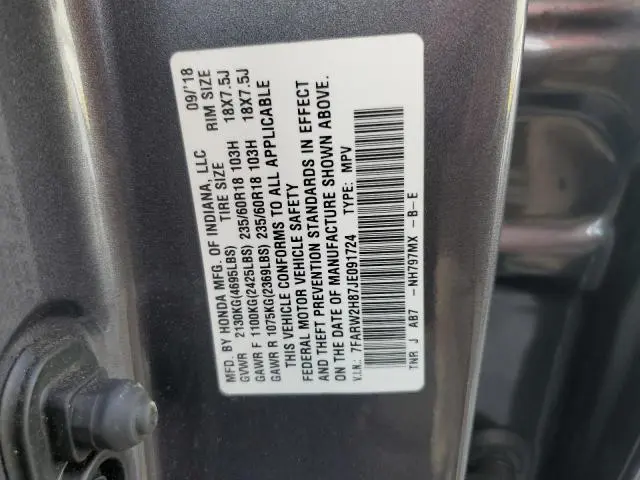 MFD. BY HONDA MFG. OF INDIANA, LLC 09/'18
TIRE SIZE RIM SIZE
GVWR 2130KG(4695LBS)
GAWR F 1100KG(2425LBS) 235/60R18 103H 18X7.5J
GAWR R 1075KG(2369LBS) 235/60R18 103H 18X7.5J
THIS VEHICLE CONFORMS TO ALL APPLICABLE
FEDERAL MOTOR VEHICLE SAFETY
AND THEFT PREVENTION STANDARDS IN EFFECT
ON THE DATE OF MANUFACTURE SHOWN ABOVE.
V.I.N.: 7FARW2H87JE091724 TYPE: MPV
TNR J AB7 -NH797MX -B-E